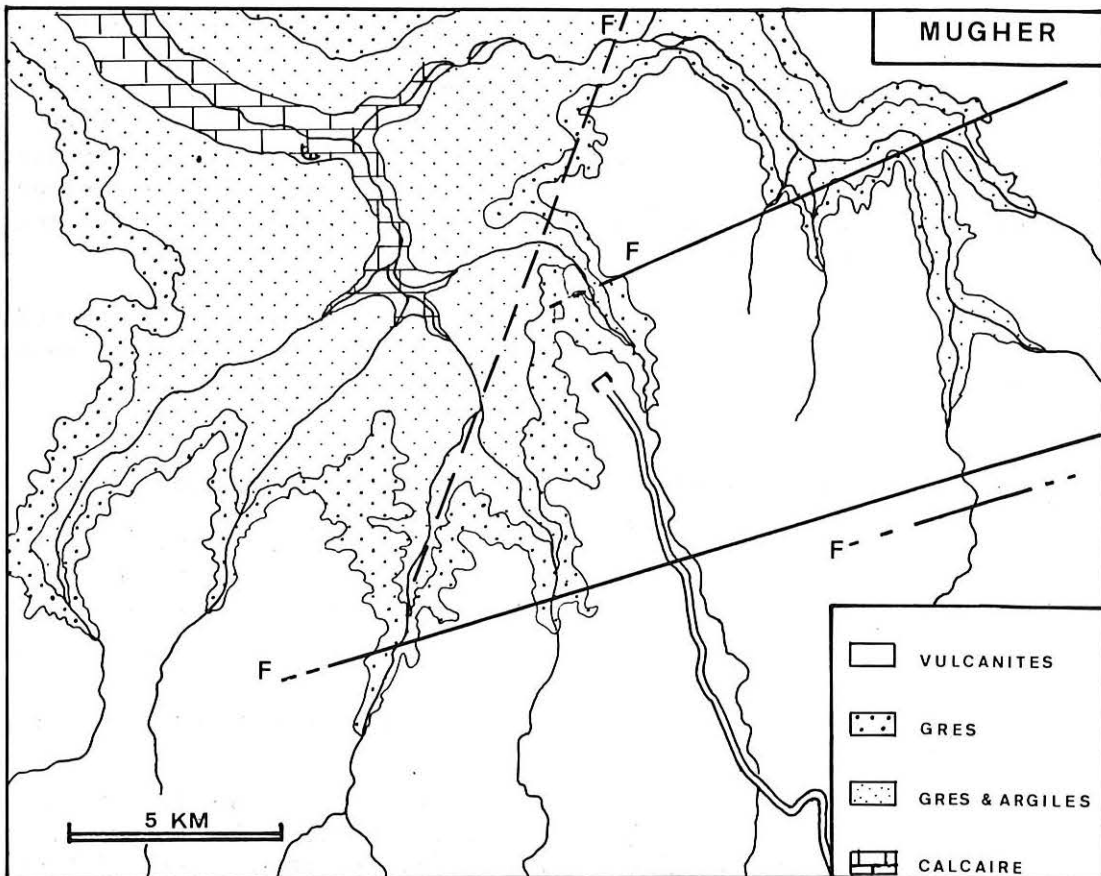 F
MUGHER
F
F
F
VULCANITES
GRES
GRES & ARGILES
CALCAIRE
5 KM